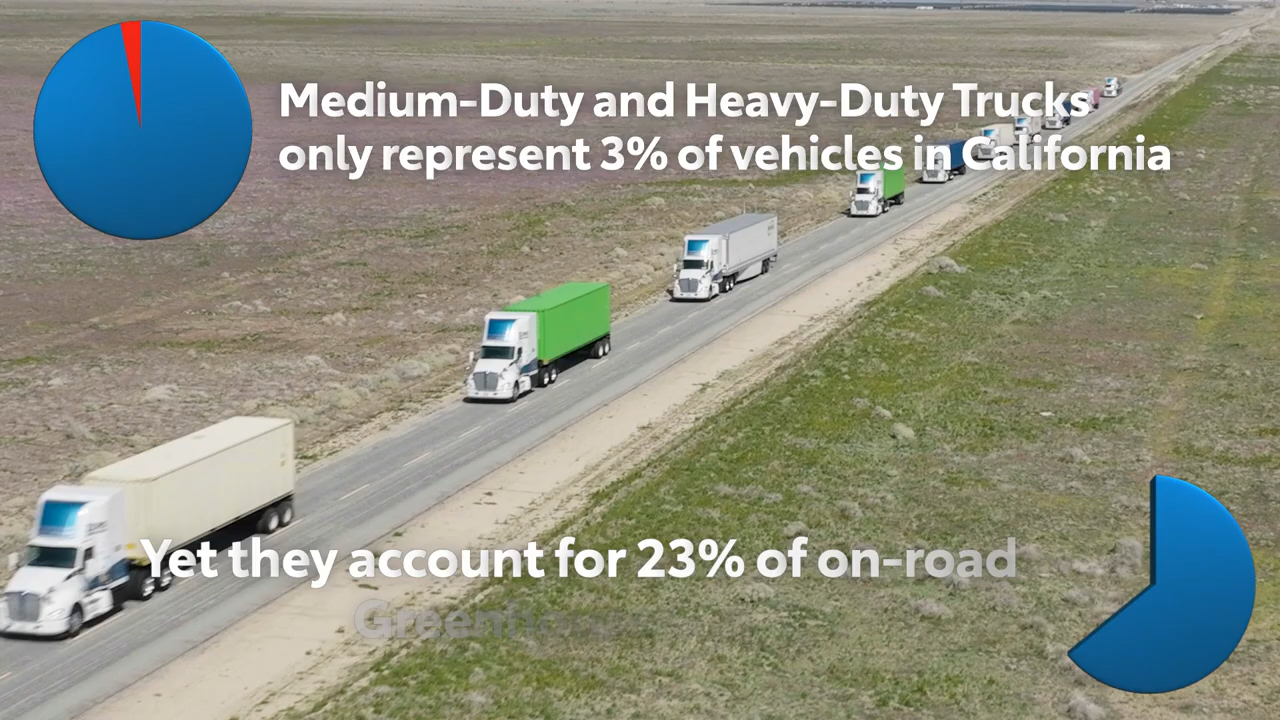 Medium-Duty and Heavy-Duty Trucks
only represent 3% of vehicles in California
Yet they account for 23% of on-road